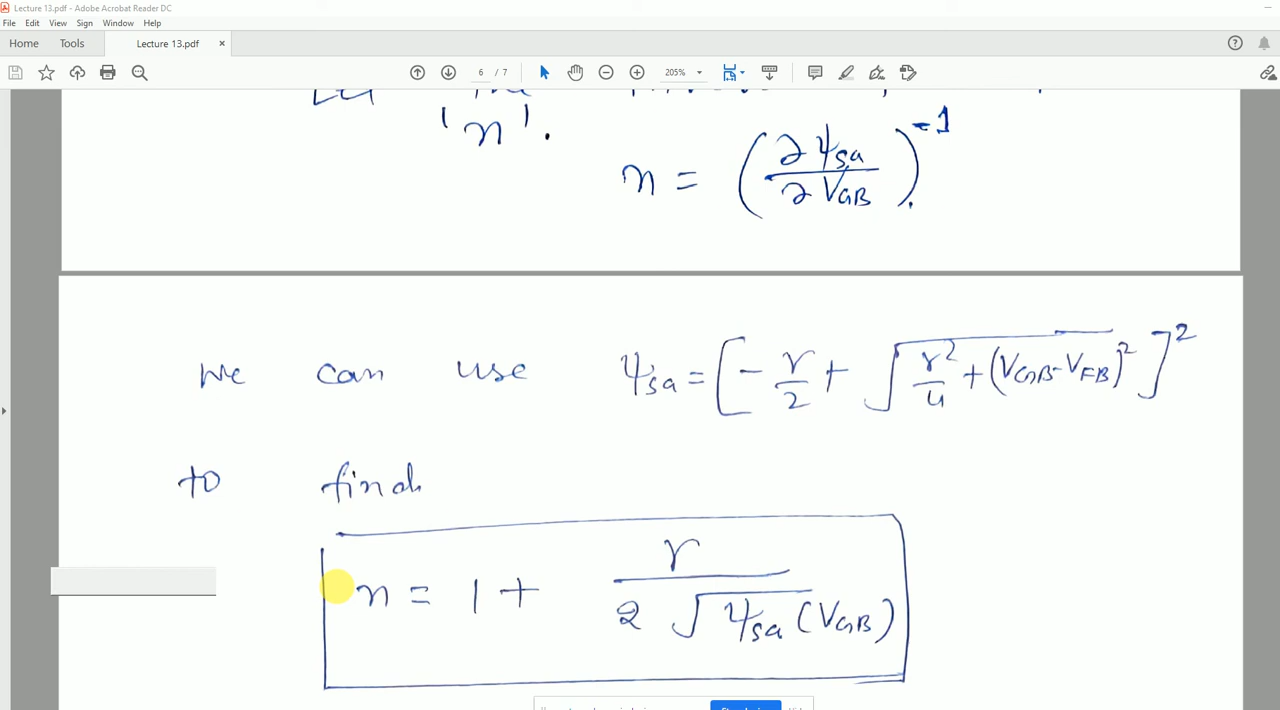 Lecture 13.pdf - Adobe Acrobat Reader DC
File Edit View Sign Window Help
Home Tools Lecture 13.pdf ×
6 / 7 205%
'n'.
n = (∂ψsa / ∂VGB)^-1
We can use ψsa = [ - γ/2 + √(γ²/4 + (VGB - VFB)²) ]²
to find
n = 1 + γ / (2 √ψsa (VGB))